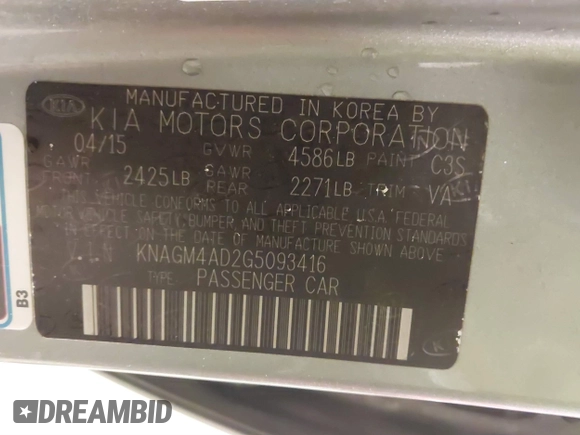 KIA
MANUFACTURED IN KOREA BY
KIA MOTORS CORPORATION
04/15 GVWR 4586LB PAINT C3S
GAWR FRONT 2425LB GAWR REAR 2271LB TRIM VA
THIS VEHICLE CONFORMS TO ALL APPLICABLE U.S.A. FEDERAL
MOTOR VEHICLE SAFETY, BUMPER, AND THEFT PREVENTION STANDARDS
IN EFFECT ON THE DATE OF MANUFACTURE SHOWN ABOVE.
V I N KNAGM4AD2G5093416
TYPE PASSENGER CAR
K
B3
DREAMBID